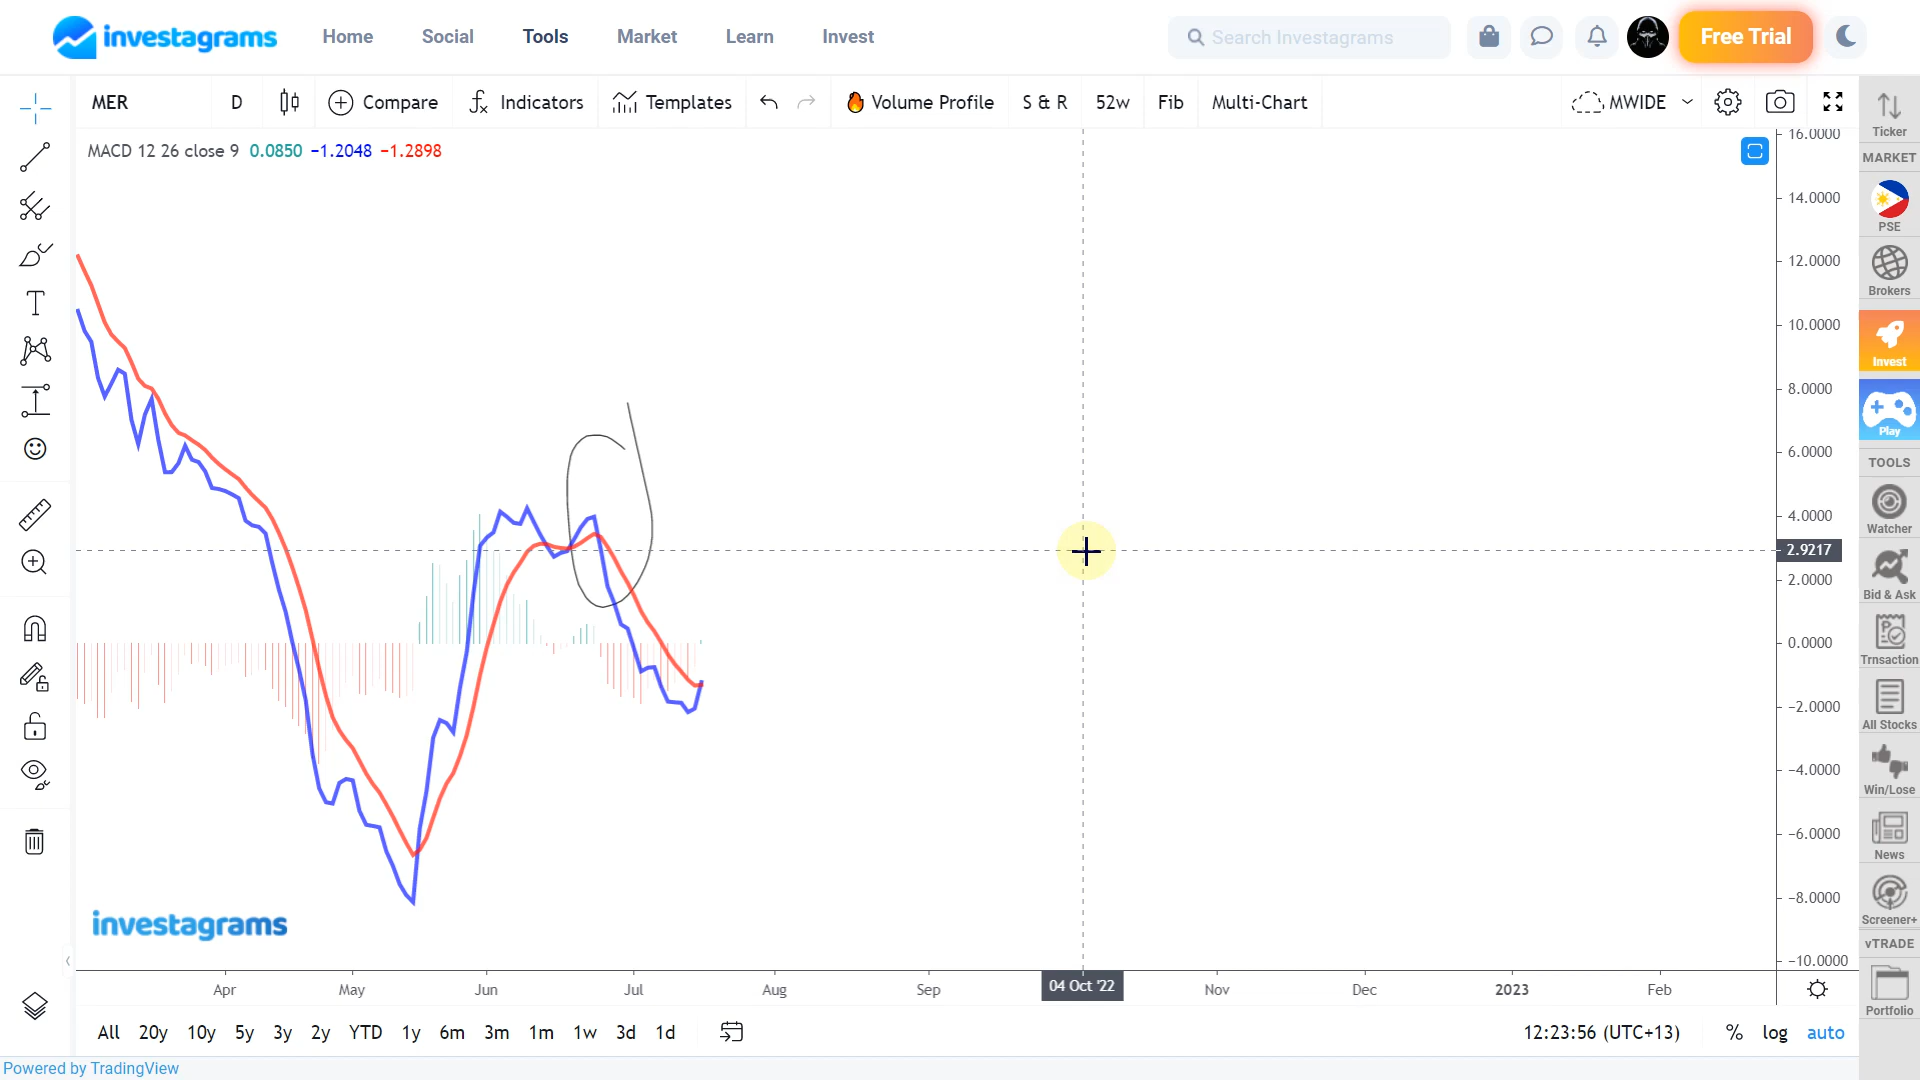 investagrams
Home Social Tools Market Learn Invest
Search Investagrams
Free Trial
MER D Compare Indicators Templates Volume Profile S & R 52w Fib Multi-Chart MWIDE
MACD 12 26 close 9 0.0850 −1.2048 −1.2898
16.0000
14.0000
12.0000
10.0000
8.0000
6.0000
4.0000
2.9217
2.0000
0.0000
−2.0000
−4.0000
−6.0000
−8.0000
−10.0000
Ticker
MARKET
PSE
Brokers
Invest
Play
TOOLS
Watcher
Bid & Ask
Trnsaction
All Stocks
Win/Lose
News
Screener+
vTRADE
Portfolio
investagrams
Apr May Jun Jul Aug Sep 04 Oct '22 Nov Dec 2023 Feb
All 20y 10y 5y 3y 2y YTD 1y 6m 3m 1m 1w 3d 1d
12:23:56 (UTC+13) % log auto
Powered by TradingView